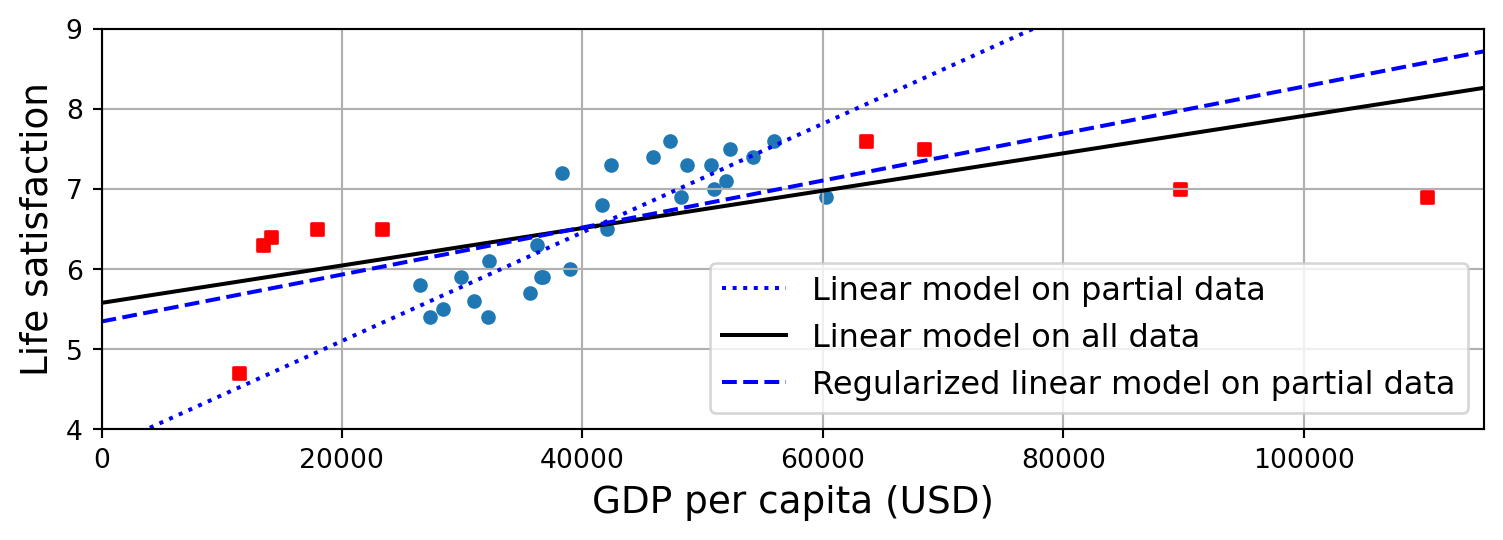 9
8
7
6
5
4
Life satisfaction
Linear model on partial data
Linear model on all data
Regularized linear model on partial data
0 20000 40000 60000 80000 100000
GDP per capita (USD)